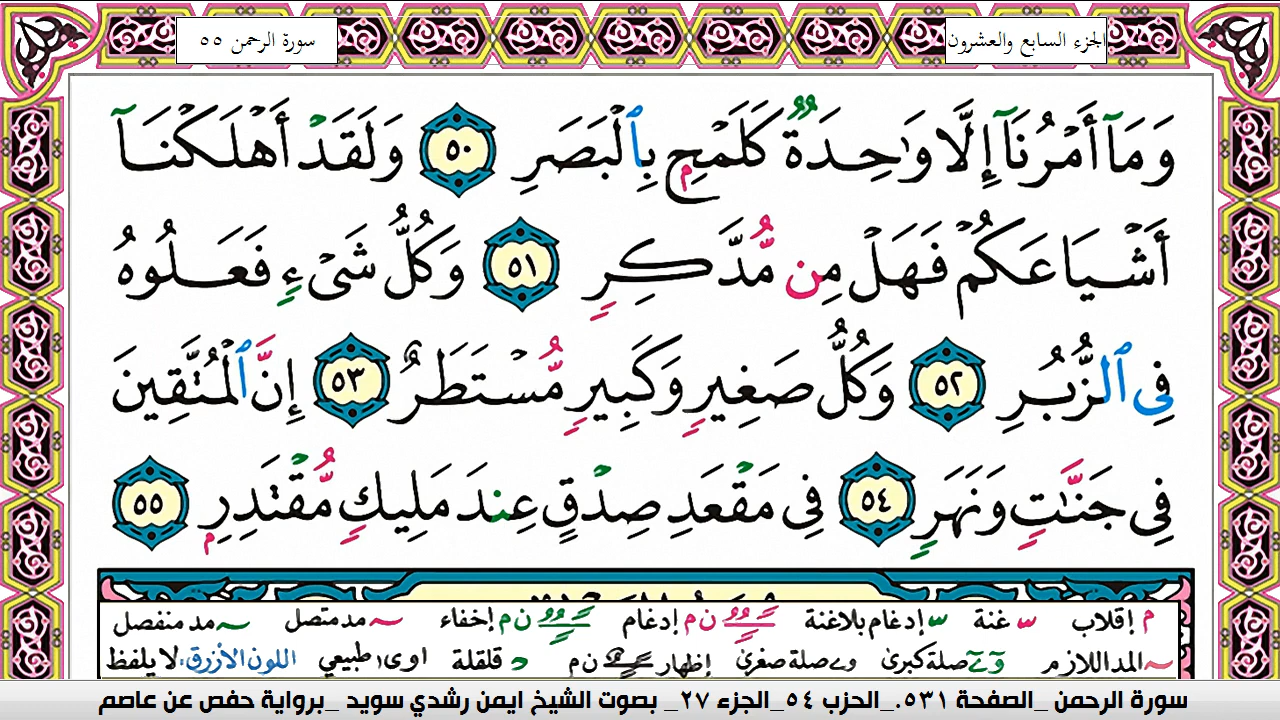 الجزء السابع والعشرون
سورة الرحمن ٥٥
وَمَآ أَمْرُنَآ إِلَّا وَٰحِدَةٌ كَلَمْحٍۭ بِٱلْبَصَرِ ٥٠ وَلَقَدْ أَهْلَكْنَآ
أَشْيَاعَكُمْ فَهَلْ مِن مُّدَّكِرٍ ٥١ وَكُلُّ شَىْءٍ فَعَلُوهُ
فِى ٱلزُّبُرِ ٥٢ وَكُلُّ صَغِيرٍ وَكَبِيرٍ مُّسْتَطَرٌ ٥٣ إِنَّ ٱلْمُتَّقِينَ
فِى جَنَّٰتٍ وَنَهَرٍ ٥٤ فِى مَقْعَدِ صِدْقٍ عِندَ مَلِيكٍ مُّقْتَدِرٍۭ ٥٥
م إقلاب غنة إدغام بلاغنة ن م إدغام ن م إخفاء مد متصل مد منفصل
المد اللازم صلة كبرى صلة صغرى إظهار ن م قلقلة د او ى ا طبيعي اللون الأزرق: لا يلفظ
سورة الرحمن _الصفحة ٥٣١._الحزب ٥٤_الجزء ٢٧_ بصوت الشيخ ايمن رشدي سويد _برواية حفص عن عاصم